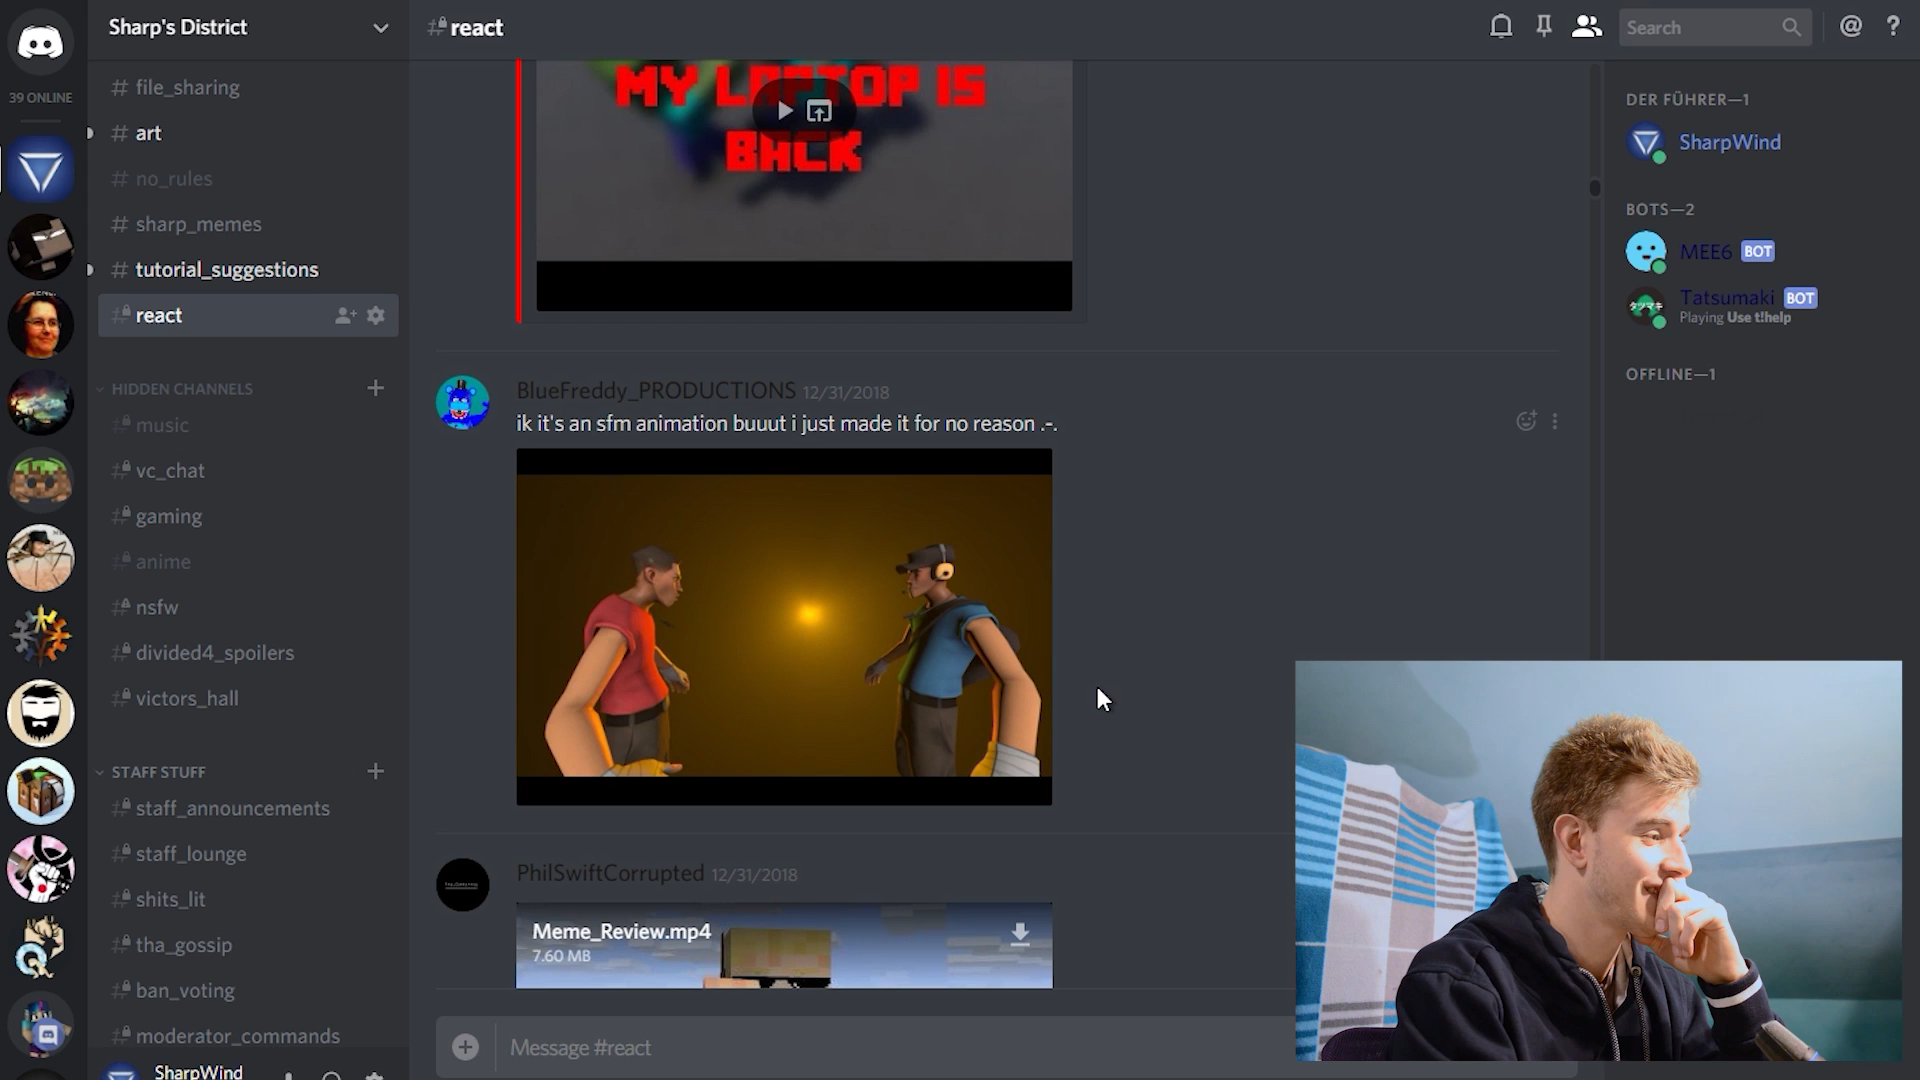 39 ONLINE
Sharp's District
file_sharing
art
no_rules
sharp_memes
tutorial_suggestions
react
HIDDEN CHANNELS
music
vc_chat
gaming
anime
nsfw
divided4_spoilers
victors_hall
STAFF STUFF
staff_announcements
staff_lounge
shits_lit
tha_gossip
ban_voting
moderator_commands
SharpWind
react
Search
MY LAPTOP IS
BACK
BlueFreddy_PRODUCTIONS 12/31/2018
ik it's an sfm animation buuut i just made it for no reason .-.
PhilSwiftCorrupted 12/31/2018
Meme_Review.mp4
7.60 MB
Message #react
DER FÜHRER—1
SharpWind
BOTS—2
MEE6 BOT
Tatsumaki BOT
ツマキ
Playing Use t!help
OFFLINE—1